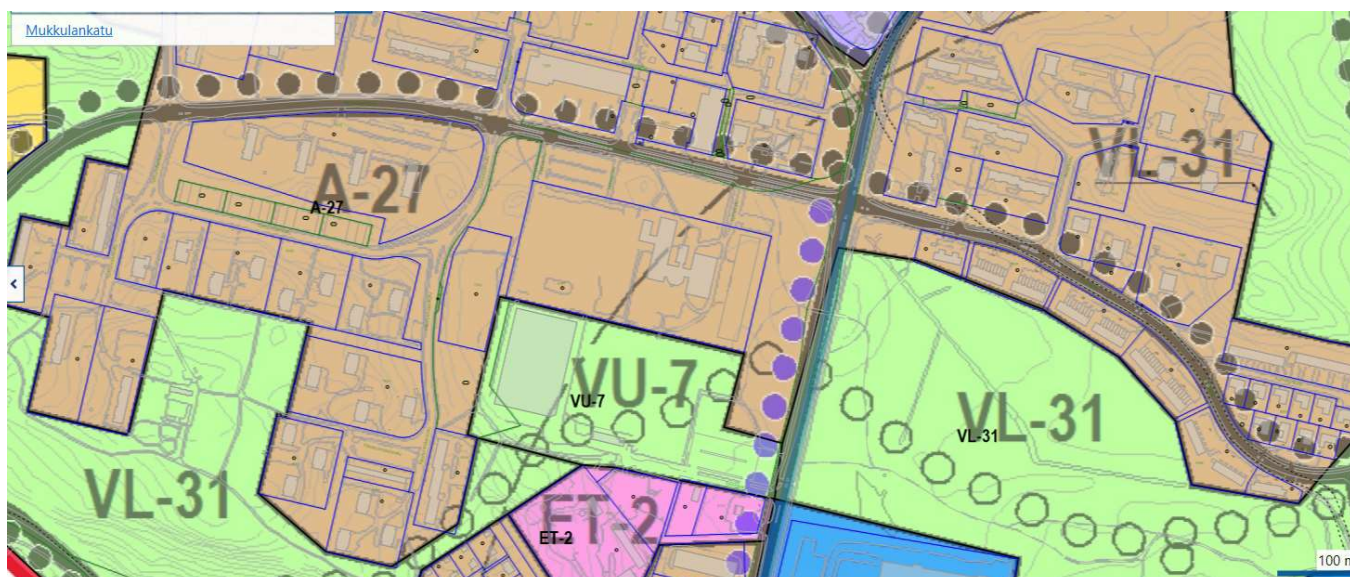 Mukkulankatu
VL-31
A-27
A-27
VU-7
VU-7
VL-31
VL-31
VL-31
ET-2
ET-2
100 m